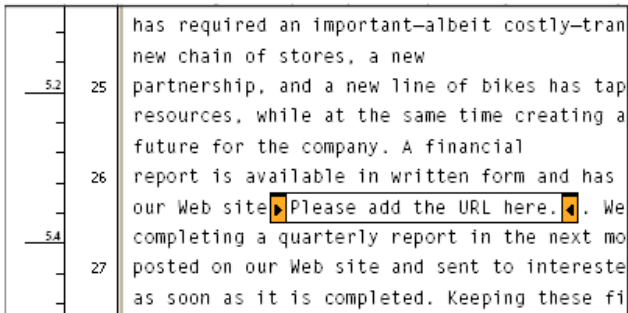 has required an important—albeit costly—tran
new chain of stores, a new
5.2 25 partnership, and a new line of bikes has tap
resources, while at the same time creating a
future for the company. A financial
26 report is available in written form and has
our Web site Please add the URL here. . We
5.4 completing a quarterly report in the next mo
27 posted on our Web site and sent to intereste
as soon as it is completed. Keeping these fi